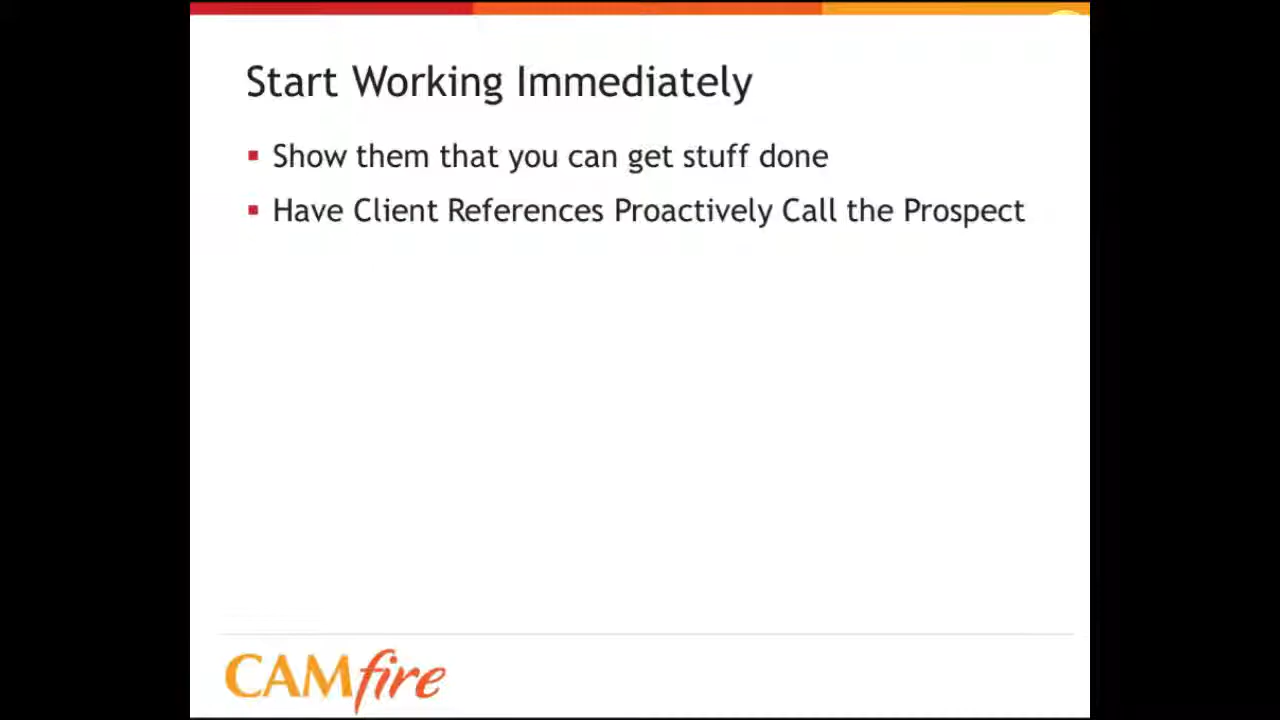 Start Working Immediately
Show them that you can get stuff done
Have Client References Proactively Call the Prospect
CAMfire